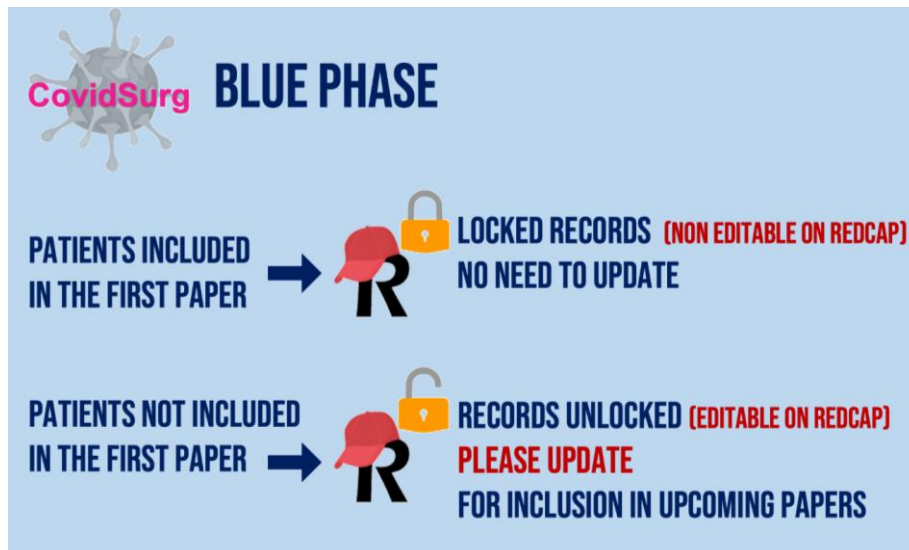 CovidSurg
BLUE PHASE
PATIENTS INCLUDED
IN THE FIRST PAPER
R
LOCKED RECORDS (NON EDITABLE ON REDCAP)
NO NEED TO UPDATE
PATIENTS NOT INCLUDED
IN THE FIRST PAPER
R
RECORDS UNLOCKED (EDITABLE ON REDCAP)
PLEASE UPDATE
FOR INCLUSION IN UPCOMING PAPERS